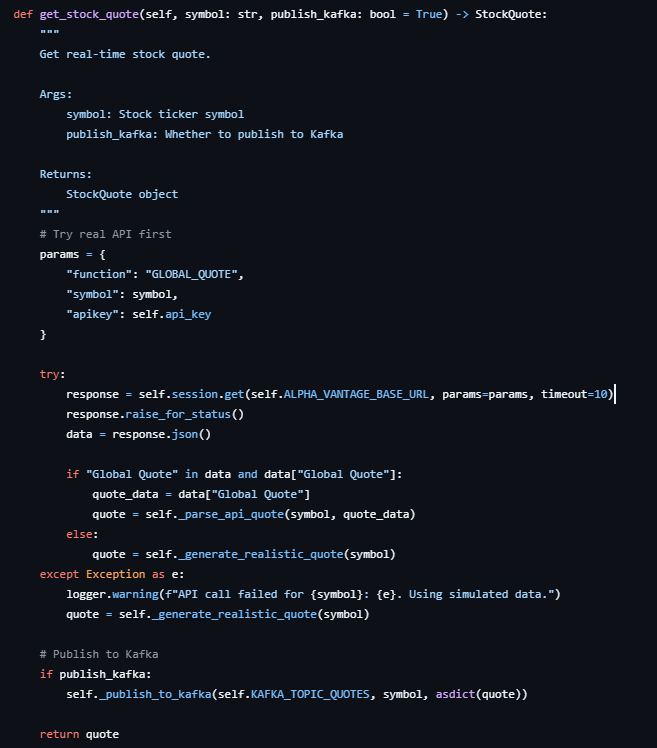 def get_stock_quote(self, symbol: str, publish_kafka: bool = True) -> StockQuote:
    """
    Get real-time stock quote.

    Args:
        symbol: Stock ticker symbol
        publish_kafka: Whether to publish to Kafka

    Returns:
        StockQuote object
    """
    # Try real API first
    params = {
        "function": "GLOBAL_QUOTE",
        "symbol": symbol,
        "apikey": self.api_key
    }

    try:
        response = self.session.get(self.ALPHA_VANTAGE_BASE_URL, params=params, timeout=10)
        response.raise_for_status()
        data = response.json()

        if "Global Quote" in data and data["Global Quote"]:
            quote_data = data["Global Quote"]
            quote = self._parse_api_quote(symbol, quote_data)
        else:
            quote = self._generate_realistic_quote(symbol)
    except Exception as e:
        logger.warning(f"API call failed for {symbol}: {e}. Using simulated data.")
        quote = self._generate_realistic_quote(symbol)

    # Publish to Kafka
    if publish_kafka:
        self._publish_to_kafka(self.KAFKA_TOPIC_QUOTES, symbol, asdict(quote))

    return quote